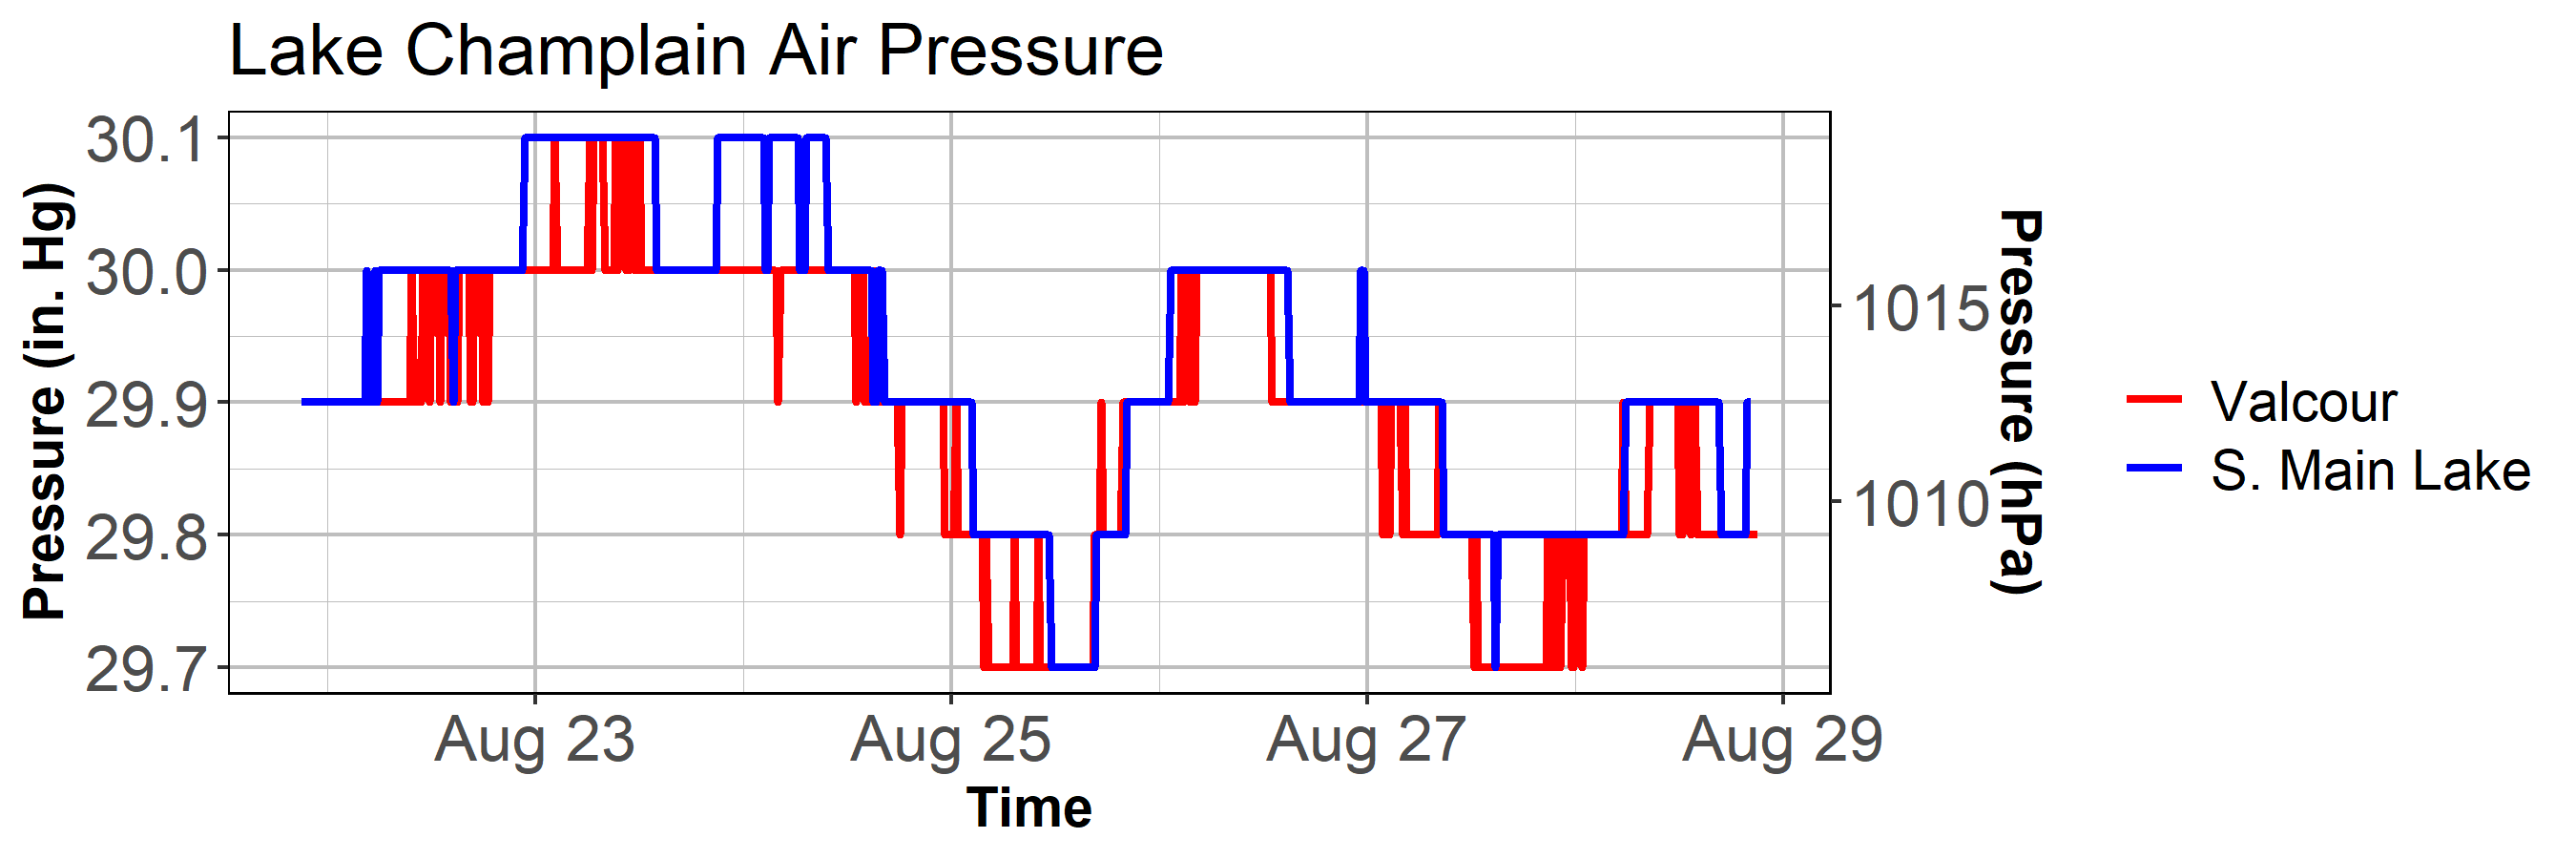 Lake Champlain Air Pressure
30.1
30.0
29.9
29.8
29.7
Pressure (in. Hg)
1015
1010
Pressure (hPa)
Aug 23
Aug 25
Aug 27
Aug 29
Time
Valcour
S. Main Lake